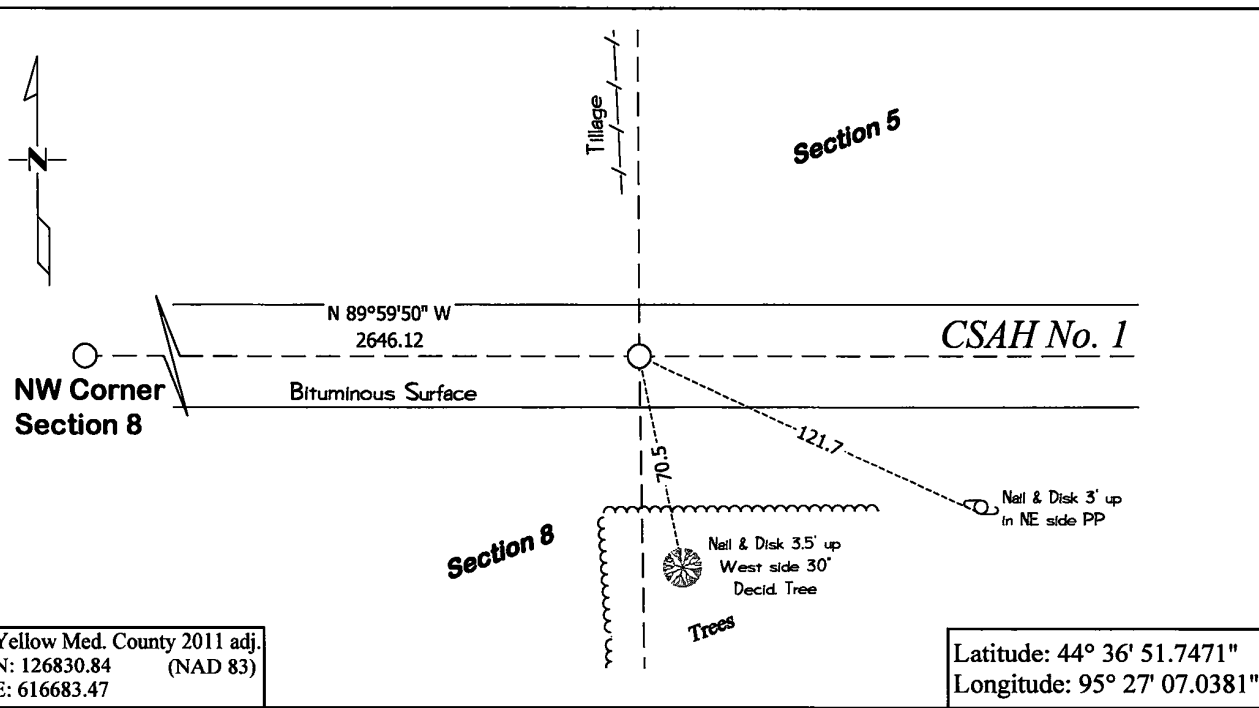 Tillage
Section 5
N
N 89°59'50" W
2646.12
CSAH No. 1
NW Corner
Section 8
Bituminous Surface
121.7
70.5
Nail & Disk 3' up
in NE side PP
Section 8
Nail & Disk 3.5' up
West side 30"
Decid. Tree
Trees
Yellow Med. County 2011 adj.
N: 126830.84 (NAD 83)
E: 616683.47
Latitude: 44° 36' 51.7471"
Longitude: 95° 27' 07.0381"